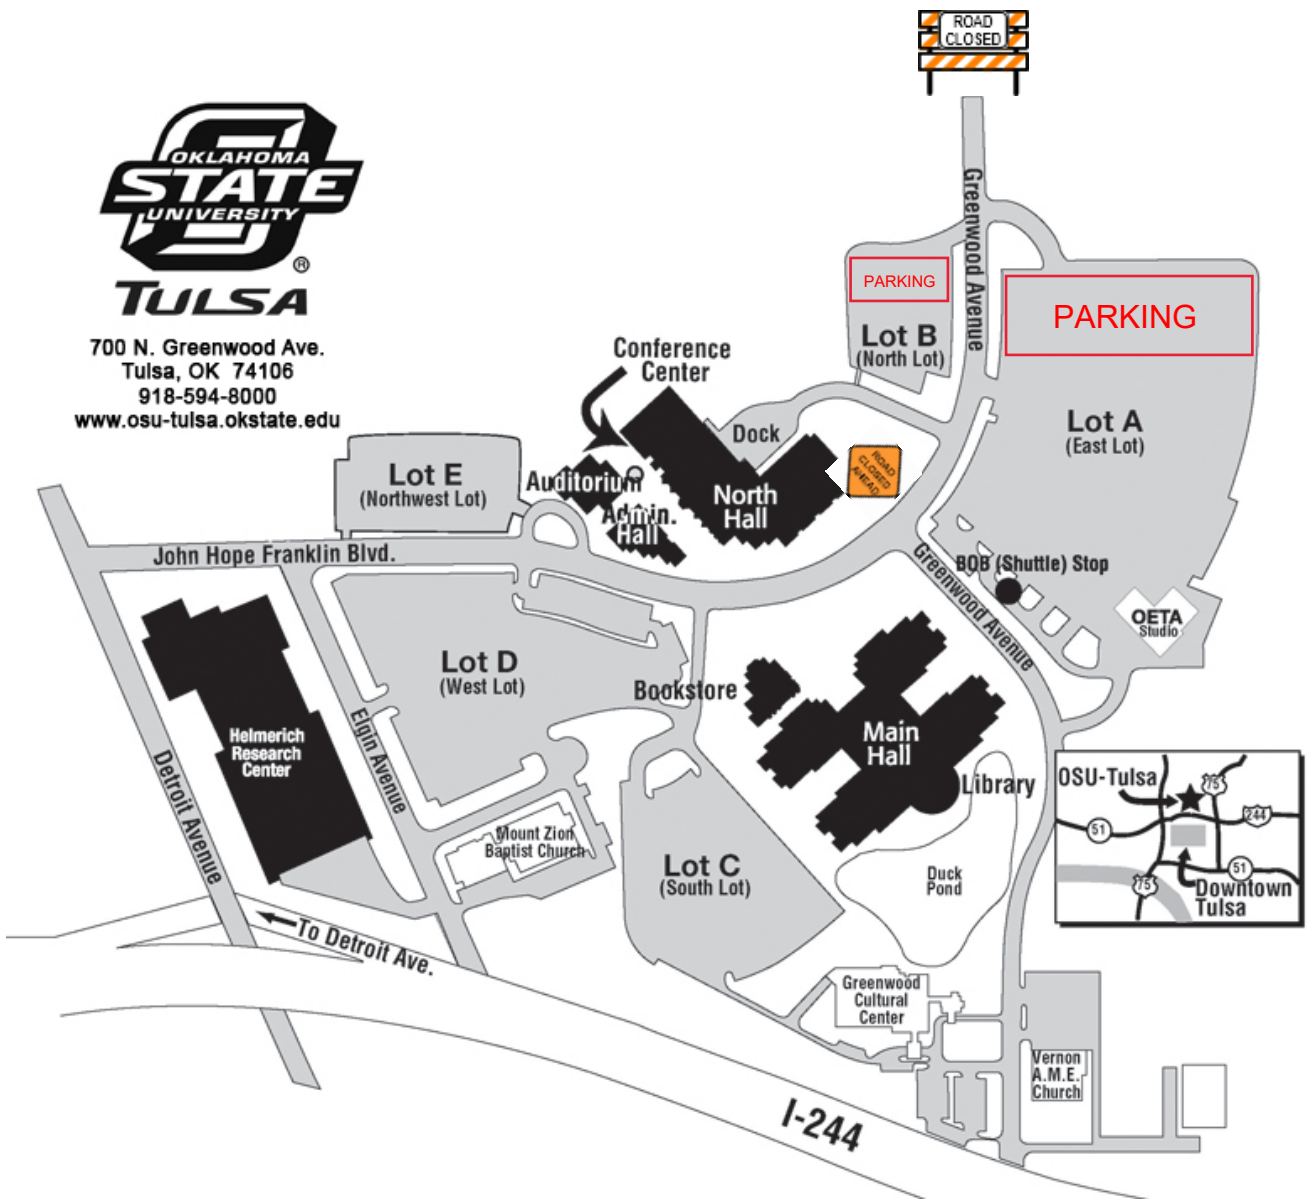 ROAD
CLOSED
OKLAHOMA
STATE
UNIVERSITY
®
TULSA
700 N. Greenwood Ave.
Tulsa, OK 74106
918-594-8000
www.osu-tulsa.okstate.edu
Greenwood Avenue
PARKING
PARKING
Lot B
(North Lot)
Conference
Center
Lot A
(East Lot)
Dock
ROAD
CLOSED
AHEAD
Lot E
(Northwest Lot)
Auditorium
North
Hall
Admin.
Hall
John Hope Franklin Blvd.
Greenwood Avenue
BOB (Shuttle) Stop
OETA
Studio
Lot D
(West Lot)
Bookstore
Main
Hall
Library
Helmerich
Research
Center
Elgin Avenue
Detroit Avenue
OSU-Tulsa
75
244
51
51
75
Downtown
Tulsa
Mount Zion
Baptist Church
Lot C
(South Lot)
Duck
Pond
To Detroit Ave.
Greenwood
Cultural
Center
Vernon
A.M.E.
Church
I-244